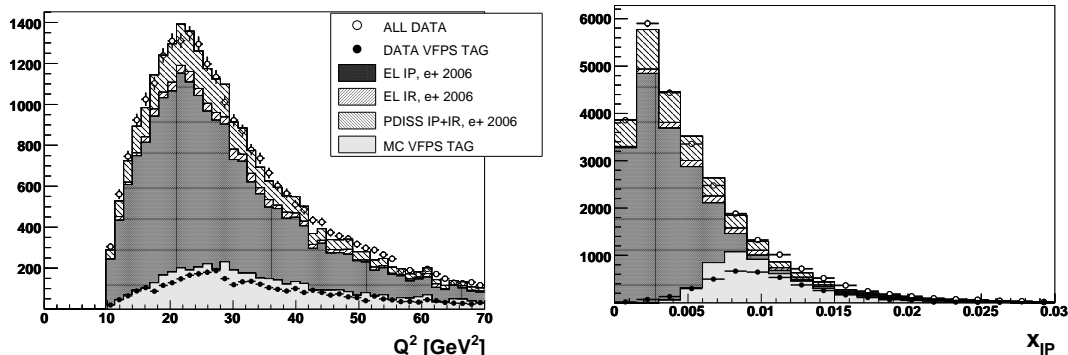 1400
1200
1000
800
600
400
200
0 10 20 30 40 50 60 70
Q² [GeV²]
ALL DATA
DATA VFPS TAG
EL IP, e+ 2006
EL IR, e+ 2006
PDISS IP+IR, e+ 2006
MC VFPS TAG
6000
5000
4000
3000
2000
1000
0 0.005 0.01 0.015 0.02 0.025 0.03
x_IP